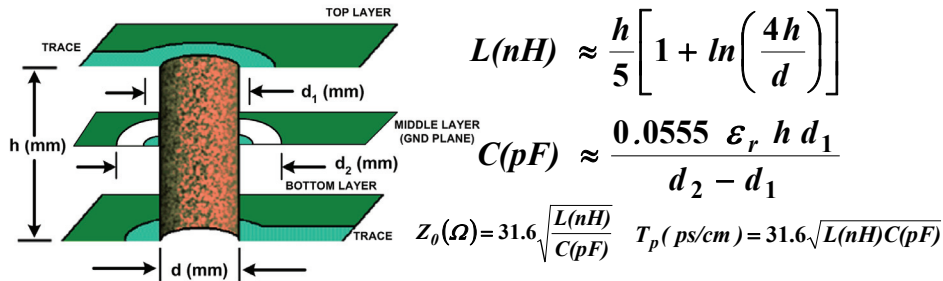 TOP LAYER
TRACE
d₁ (mm)
h (mm)
MIDDLE LAYER
(GND PLANE)
d₂ (mm)
BOTTOM LAYER
TRACE
d (mm)
L(nH) ≈ h/5 [1 + ln(4h/d)]
C(pF) ≈ 0.0555 εᵣ h d₁ / d₂ − d₁
Z₀(Ω) = 31.6√(L(nH)/C(pF)) Tₚ(ps/cm) = 31.6√L(nH)C(pF)